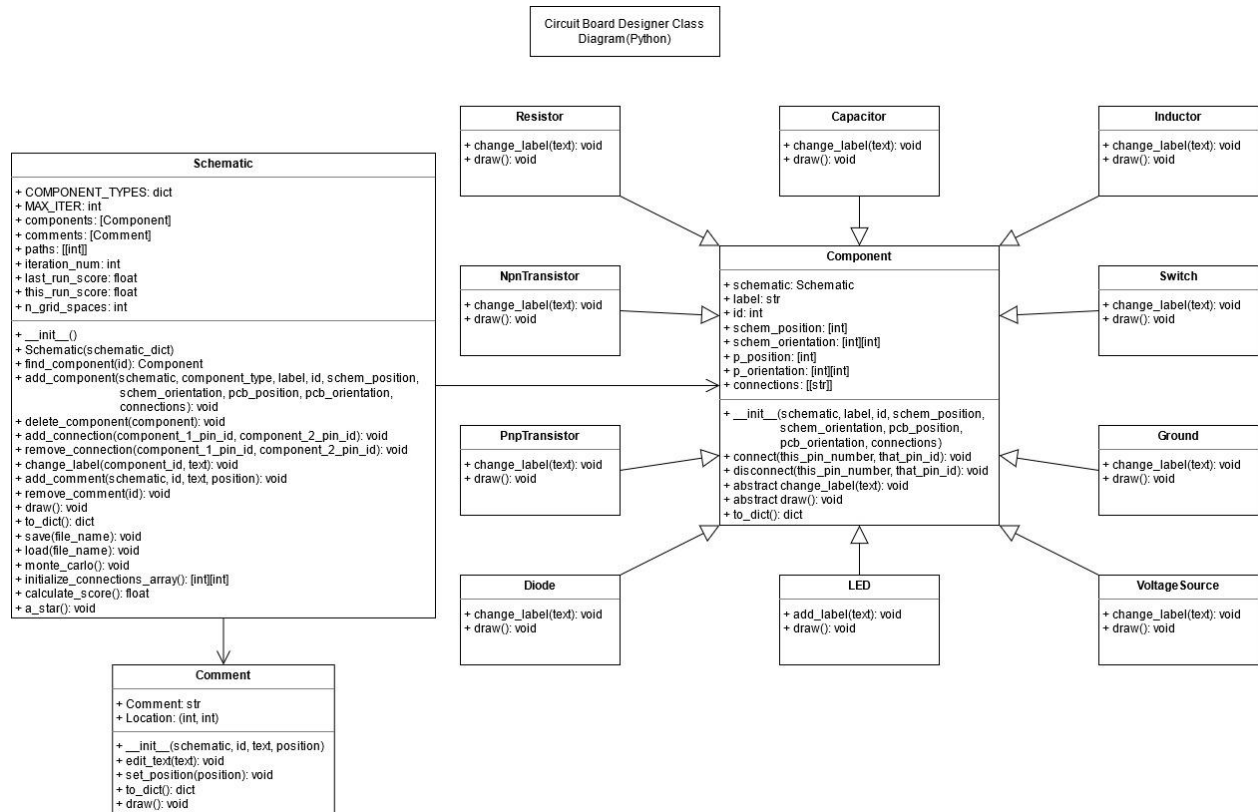 Circuit Board Designer Class
Diagram(Python)
Resistor
+ change_label(text): void
+ draw(): void
Capacitor
+ change_label(text): void
+ draw(): void
Inductor
+ change_label(text): void
+ draw(): void
Schematic
+ COMPONENT_TYPES: dict
+ MAX_ITER: int
+ components: [Component]
+ comments: [Comment]
+ paths: [[int]]
+ iteration_num: int
+ last_run_score: float
+ this_run_score: float
+ n_grid_spaces: int
+ __init__()
+ Schematic(schematic_dict)
+ find_component(id): Component
+ add_component(schematic, component_type, label, id, schem_position,
schem_orientation, pcb_position, pcb_orientation,
connections): void
+ delete_component(component): void
+ add_connection(component_1_pin_id, component_2_pin_id): void
+ remove_connection(component_1_pin_id, component_2_pin_id): void
+ change_label(component_id, text): void
+ add_comment(schematic, id, text, position): void
+ remove_comment(id): void
+ draw(): void
+ to_dict(): dict
+ save(file_name): void
+ load(file_name): void
+ monte_carlo(): void
+ initialize_connections_array(): [int][int]
+ calculate_score(): float
+ a_star(): void
NpnTransistor
+ change_label(text): void
+ draw(): void
Component
+ schematic: Schematic
+ label: str
+ id: int
+ schem_position: [int]
+ schem_orientation: [int][int]
+ p_position: [int]
+ p_orientation: [int][int]
+ connections: [[str]]
+ __init__(schematic, label, id, schem_position,
schem_orientation, pcb_position,
pcb_orientation, connections)
+ connect(this_pin_number, that_pin_id): void
+ disconnect(this_pin_number, that_pin_id): void
+ abstract change_label(text): void
+ abstract draw(): void
+ to_dict(): dict
Switch
+ change_label(text): void
+ draw(): void
PnpTransistor
+ change_label(text): void
+ draw(): void
Ground
+ change_label(text): void
+ draw(): void
Diode
+ change_label(text): void
+ draw(): void
LED
+ add_label(text): void
+ draw(): void
VoltageSource
+ change_label(text): void
+ draw(): void
Comment
+ Comment: str
+ Location: (int, int)
+ __init__(schematic, id, text, position)
+ edit_text(text): void
+ set_position(position): void
+ to_dict(): dict
+ draw(): void